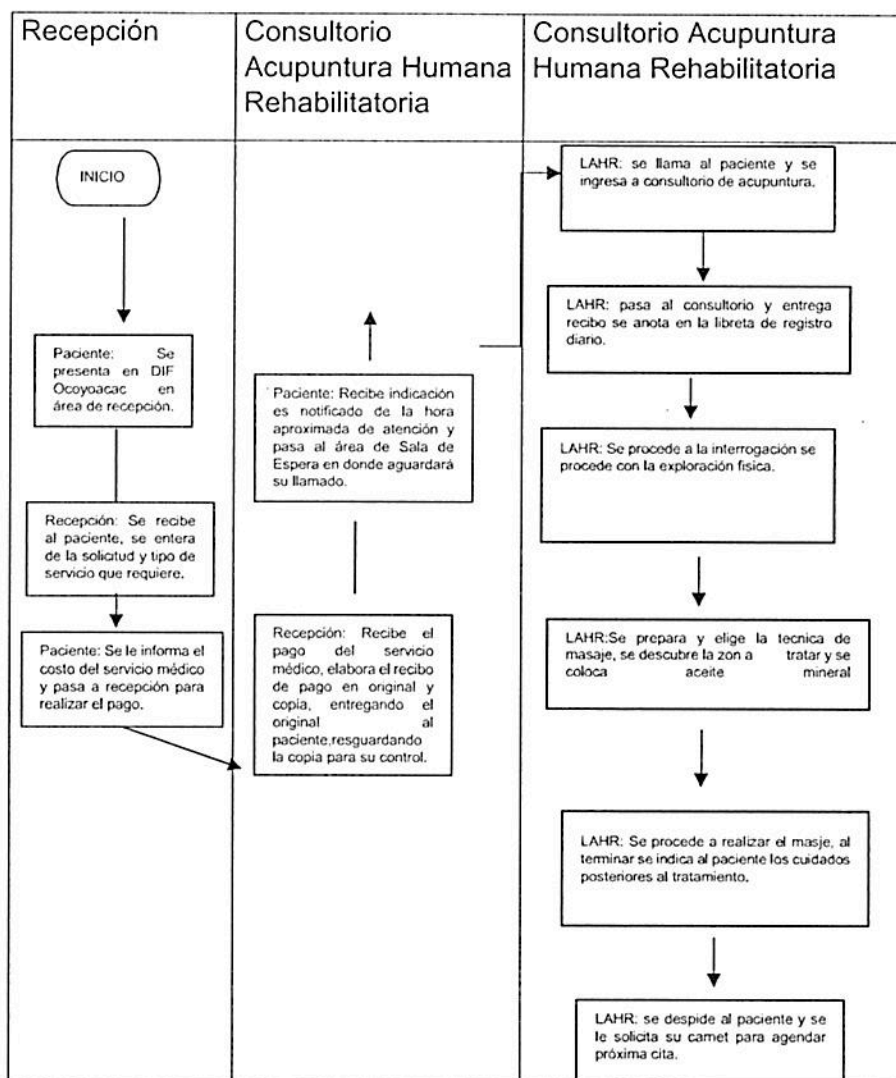 Recepción
Consultorio
Acupuntura Humana
Rehabilitatoria
Consultorio Acupuntura
Humana Rehabilitatoria
INICIO
Paciente: Se
presenta en DIF
Ocoyoacac en
área de recepción.
Recepción: Se recibe
al paciente, se entera
de la solicitud y tipo de
servicio que requiere.
Paciente: Se le informa el
costo del servicio médico
y pasa a recepción para
realizar el pago.
Recepción: Recibe el
pago del servicio
médico, elabora el recibo
de pago en original y
copia, entregando el
original al
paciente,resguardando
la copia para su control.
Paciente: Recibe indicación
es notificado de la hora
aproximada de atención y
pasa al área de Sala de
Espera en donde aguardará
su llamado.
LAHR: se llama al paciente y se
ingresa a consultorio de acupuntura.
LAHR: pasa al consultorio y entrega
recibo se anota en la libreta de registro
diario.
LAHR: Se procede a la interrogación se
procede con la exploración fisica.
LAHR:Se prepara y elige la tecnica de
masaje, se descubre la zon a tratar y se
coloca aceite mineral
LAHR: Se procede a realizar el masje, al
terminar se indica al paciente los cuidados
posteriores al tratamiento.
LAHR: se despide al paciente y se
le solicita su carnet para agendar
próxima cita.